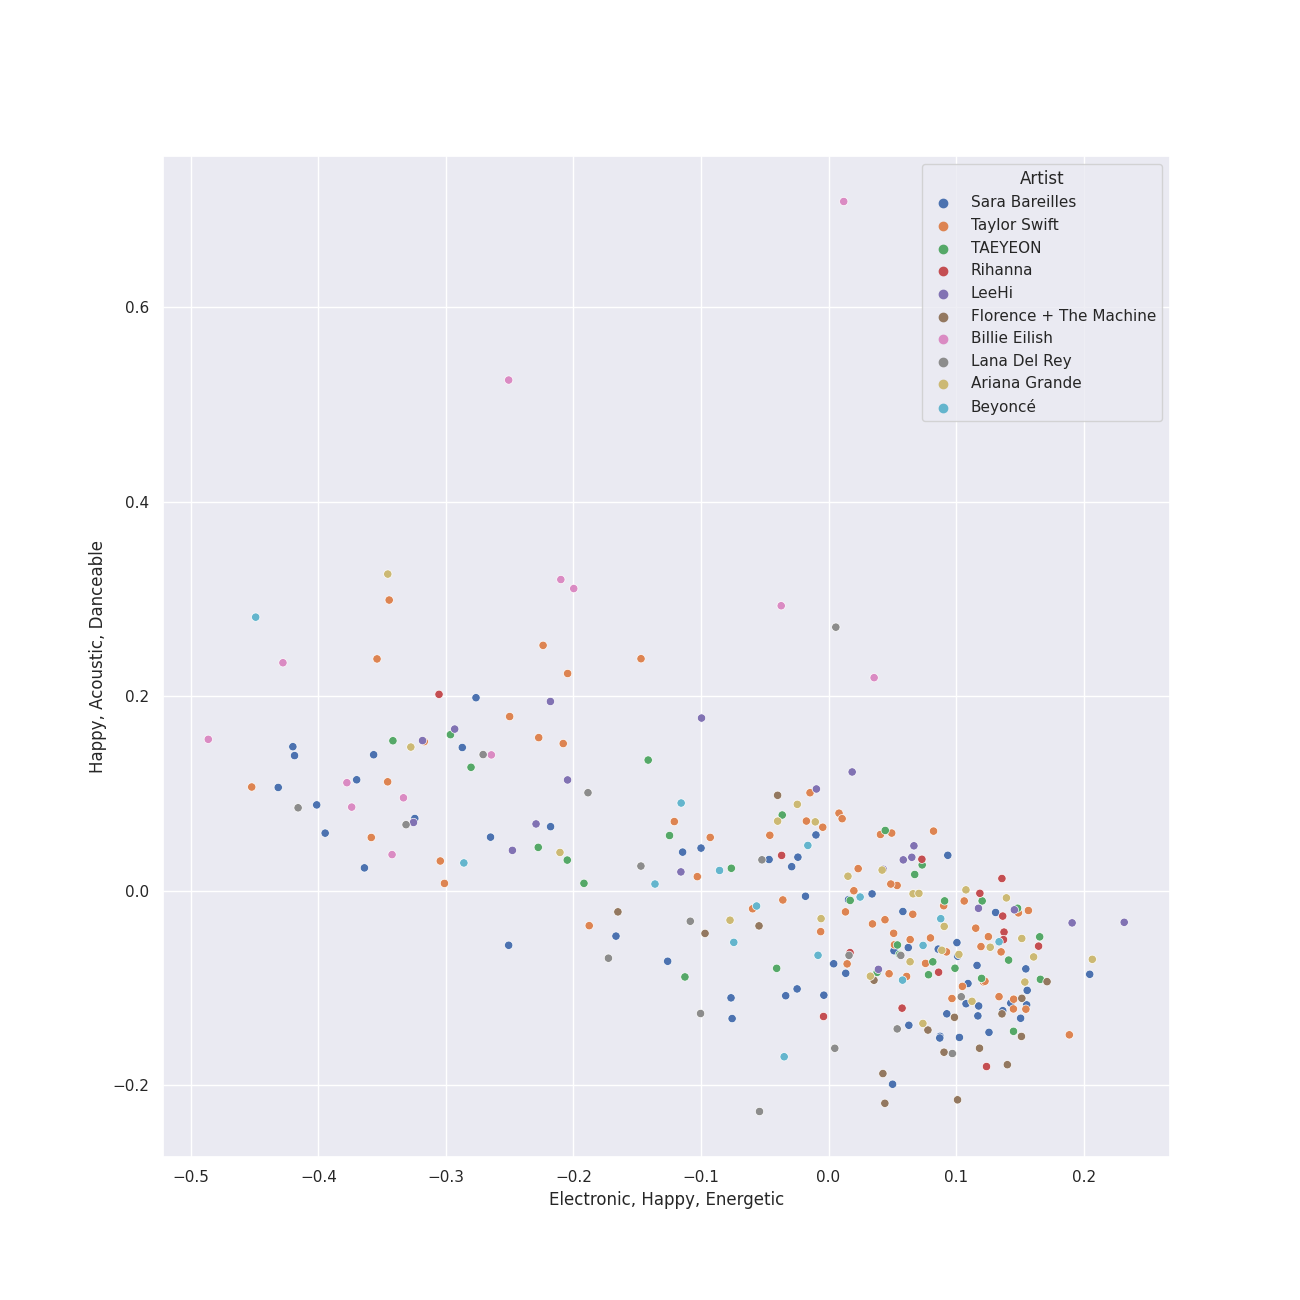 Artist
Sara Bareilles
Taylor Swift
TAEYEON
Rihanna
LeeHi
Florence + The Machine
Billie Eilish
Lana Del Rey
Ariana Grande
Beyoncé
0.6
0.4
0.2
0.0
−0.2
Happy, Acoustic, Danceable
−0.5 −0.4 −0.3 −0.2 −0.1 0.0 0.1 0.2
Electronic, Happy, Energetic